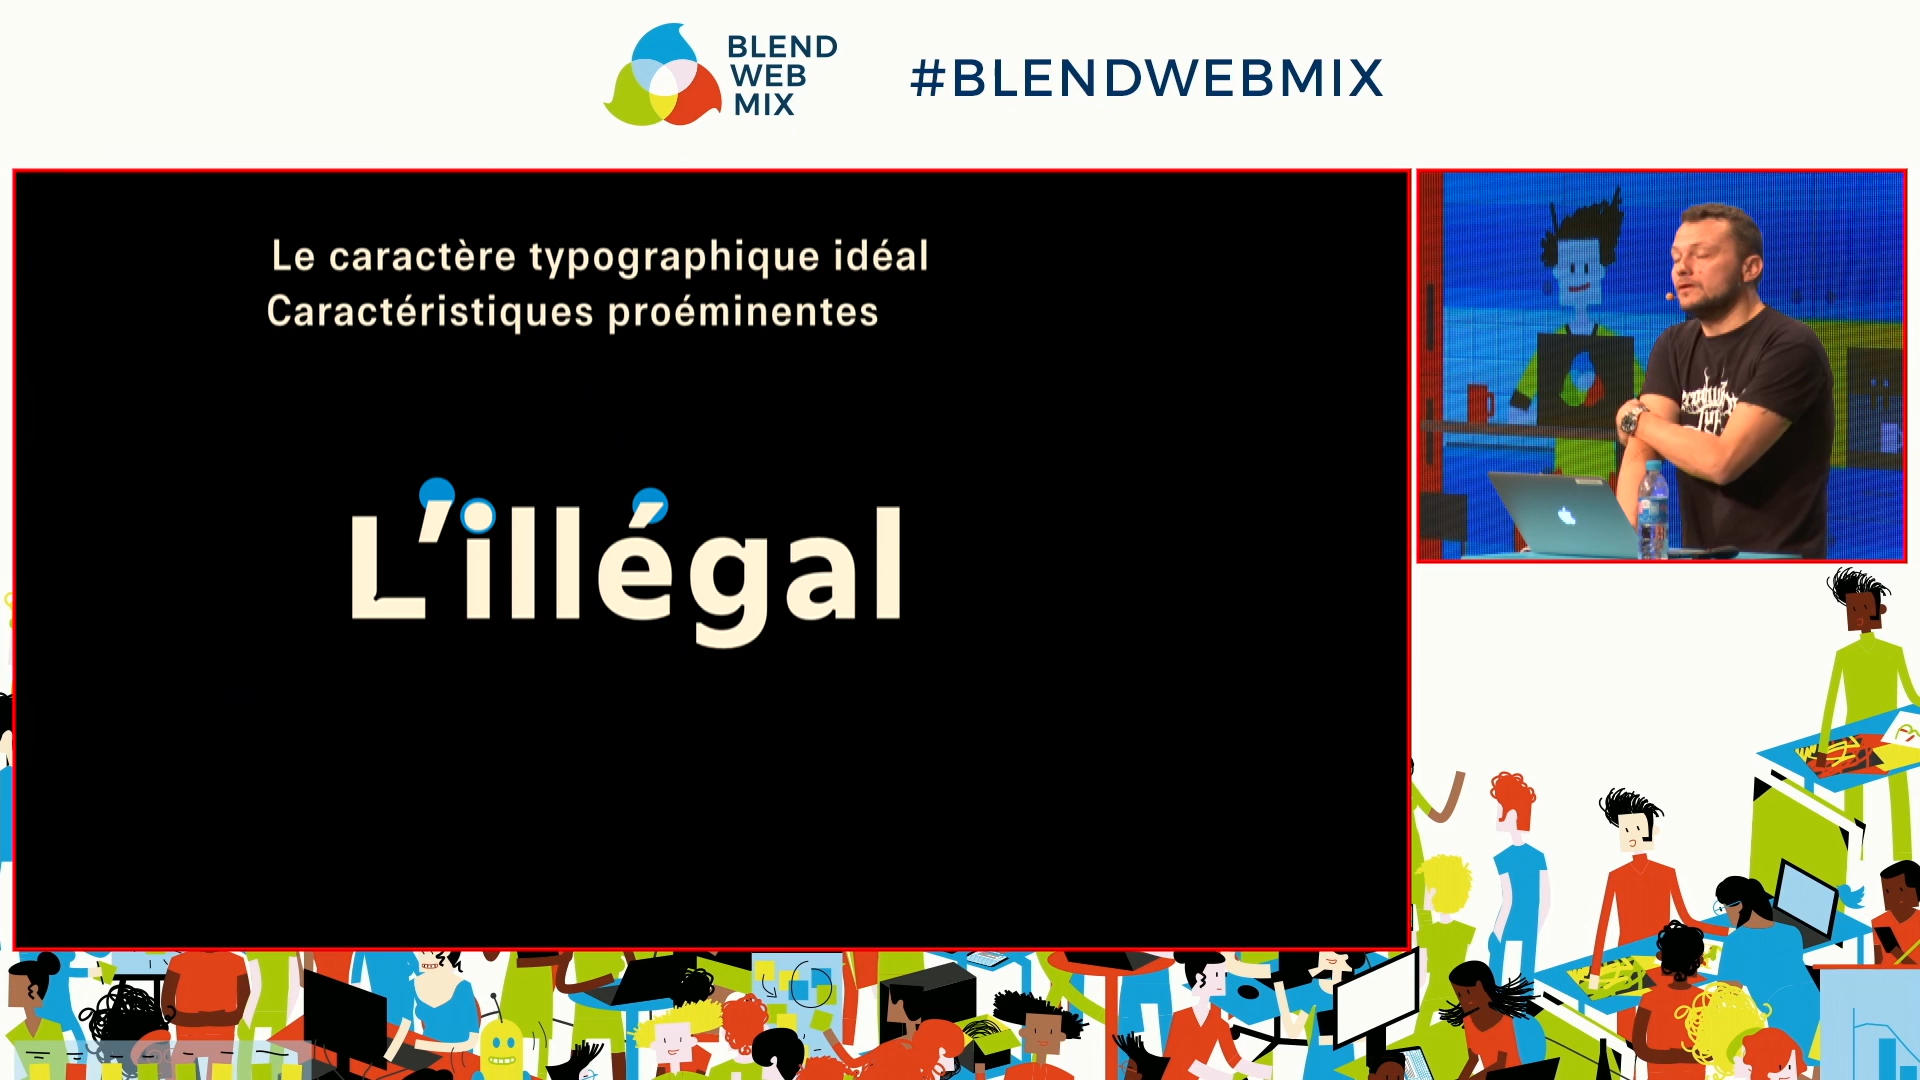 BLEND
WEB
MIX
#BLENDWEBMIX
Le caractère typographique idéal
Caractéristiques proéminentes
L’illégal